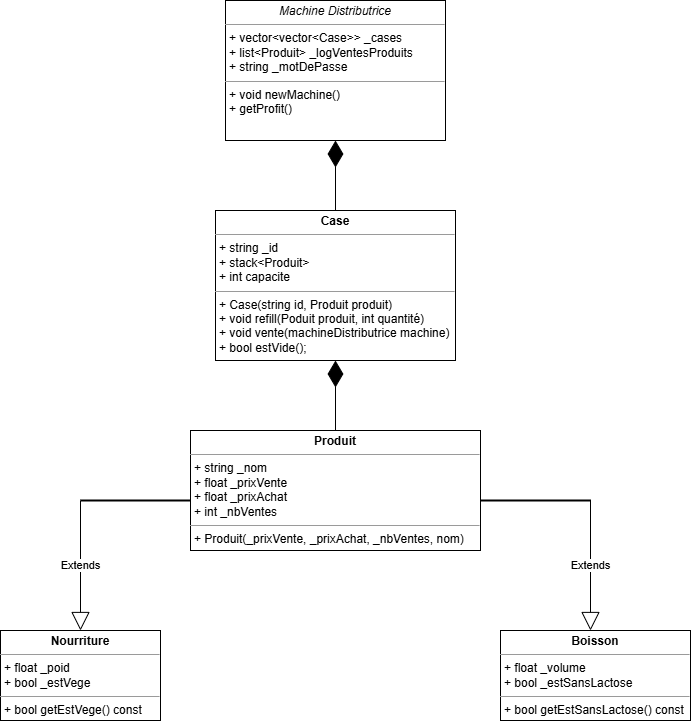 Machine Distributrice
+ vector<vector<Case>> _cases
+ list<Produit> _logVentesProduits
+ string _motDePasse
+ void newMachine()
+ getProfit()
Case
+ string _id
+ stack<Produit>
+ int capacite
+ Case(string id, Produit produit)
+ void refill(Poduit produit, int quantité)
+ void vente(machineDistributrice machine)
+ bool estVide();
Produit
+ string _nom
+ float _prixVente
+ float _prixAchat
+ int _nbVentes
+ Produit(_prixVente, _prixAchat, _nbVentes, nom)
Extends
Extends
Nourriture
+ float _poid
+ bool _estVege
+ bool getEstVege() const
Boisson
+ float _volume
+ bool _estSansLactose
+ bool getEstSansLactose() const